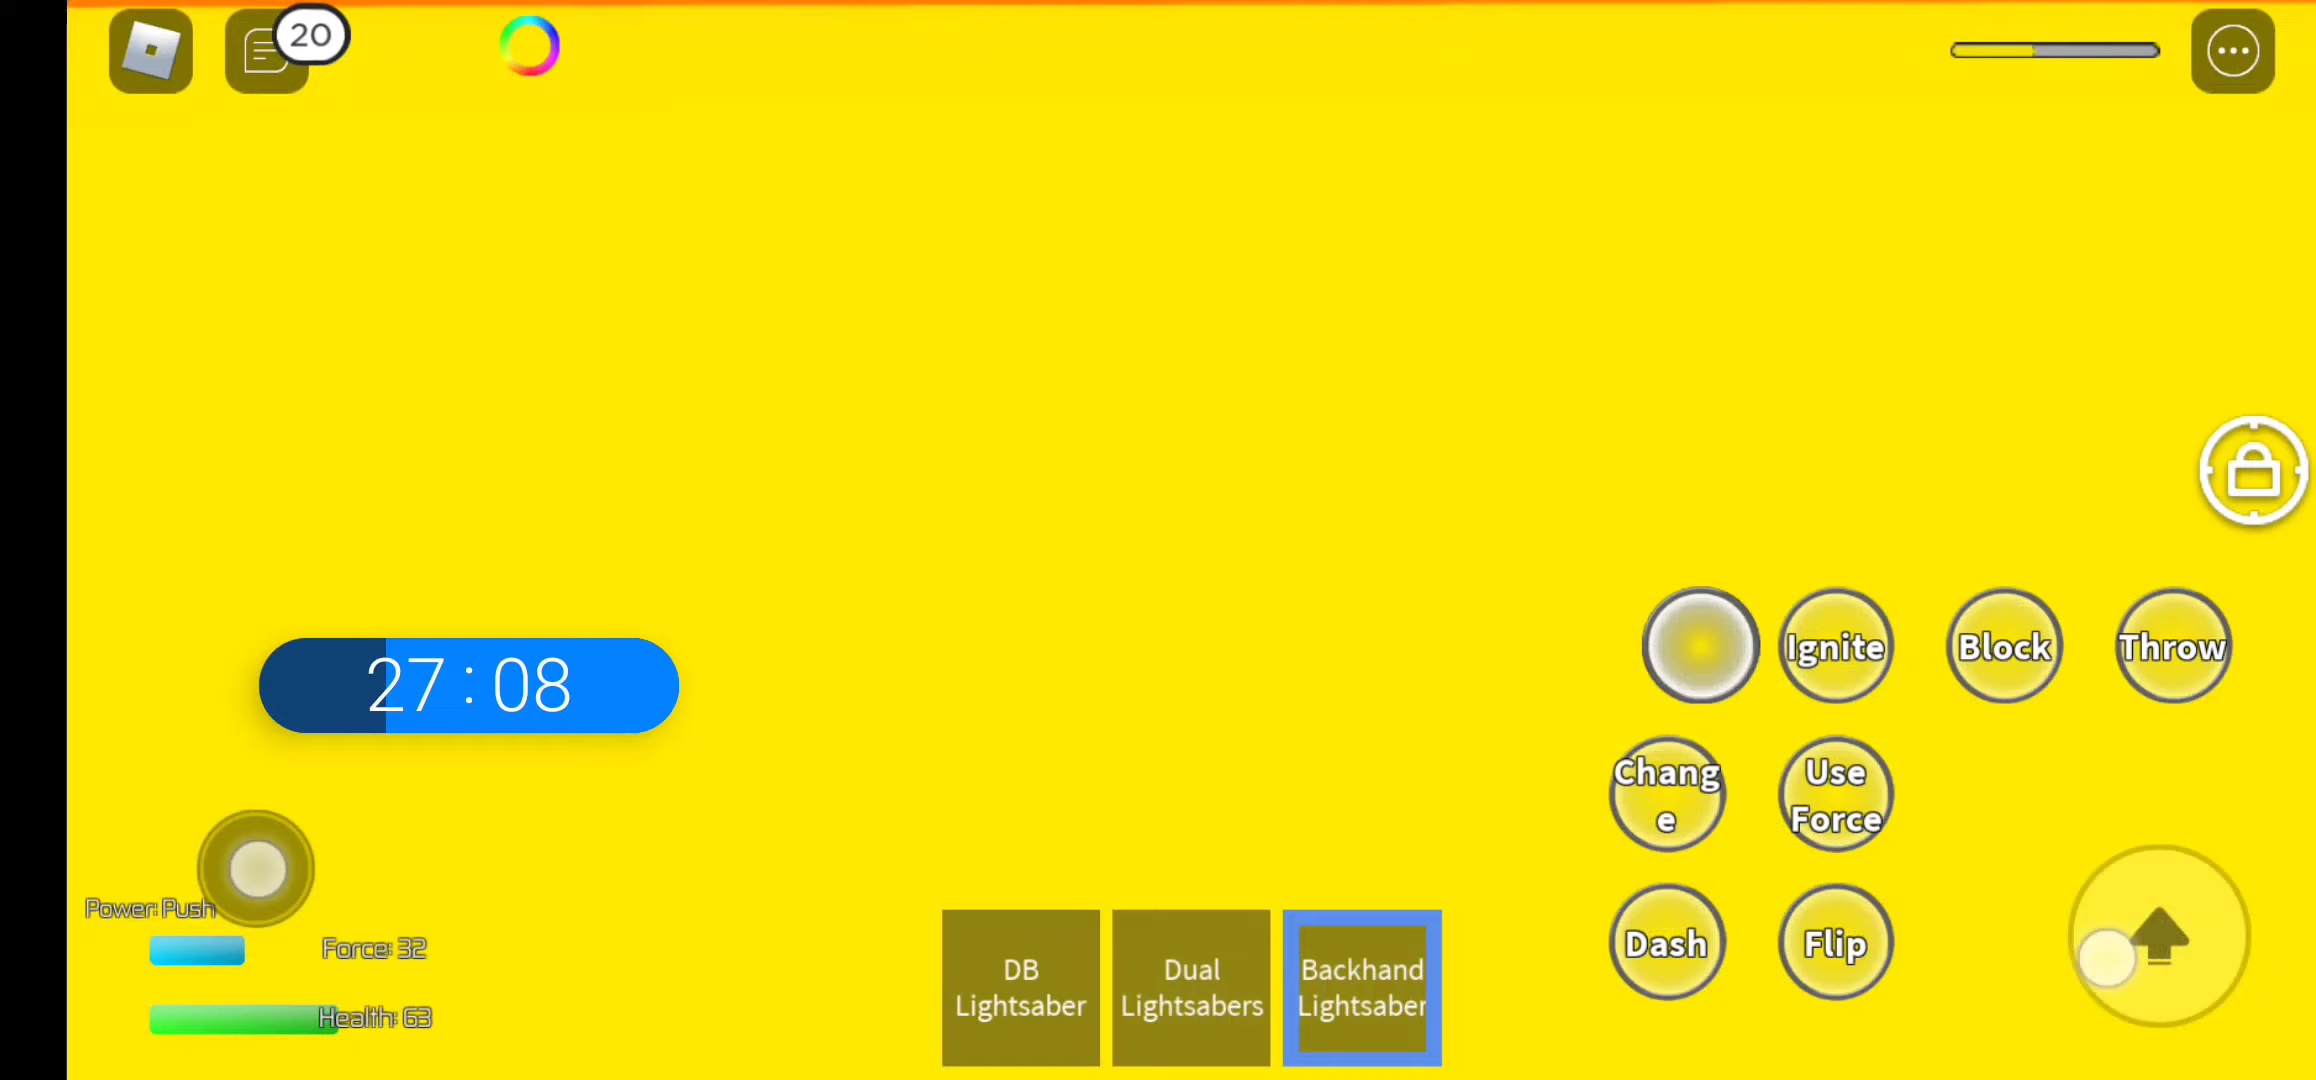 20
27:08
Ignite
Block
Throw
Chang
e
Use
Force
Power: Push
Force: 32
Health: 63
DB
Lightsaber
Dual
Lightsabers
Backhand
Lightsaber
Dash
Flip